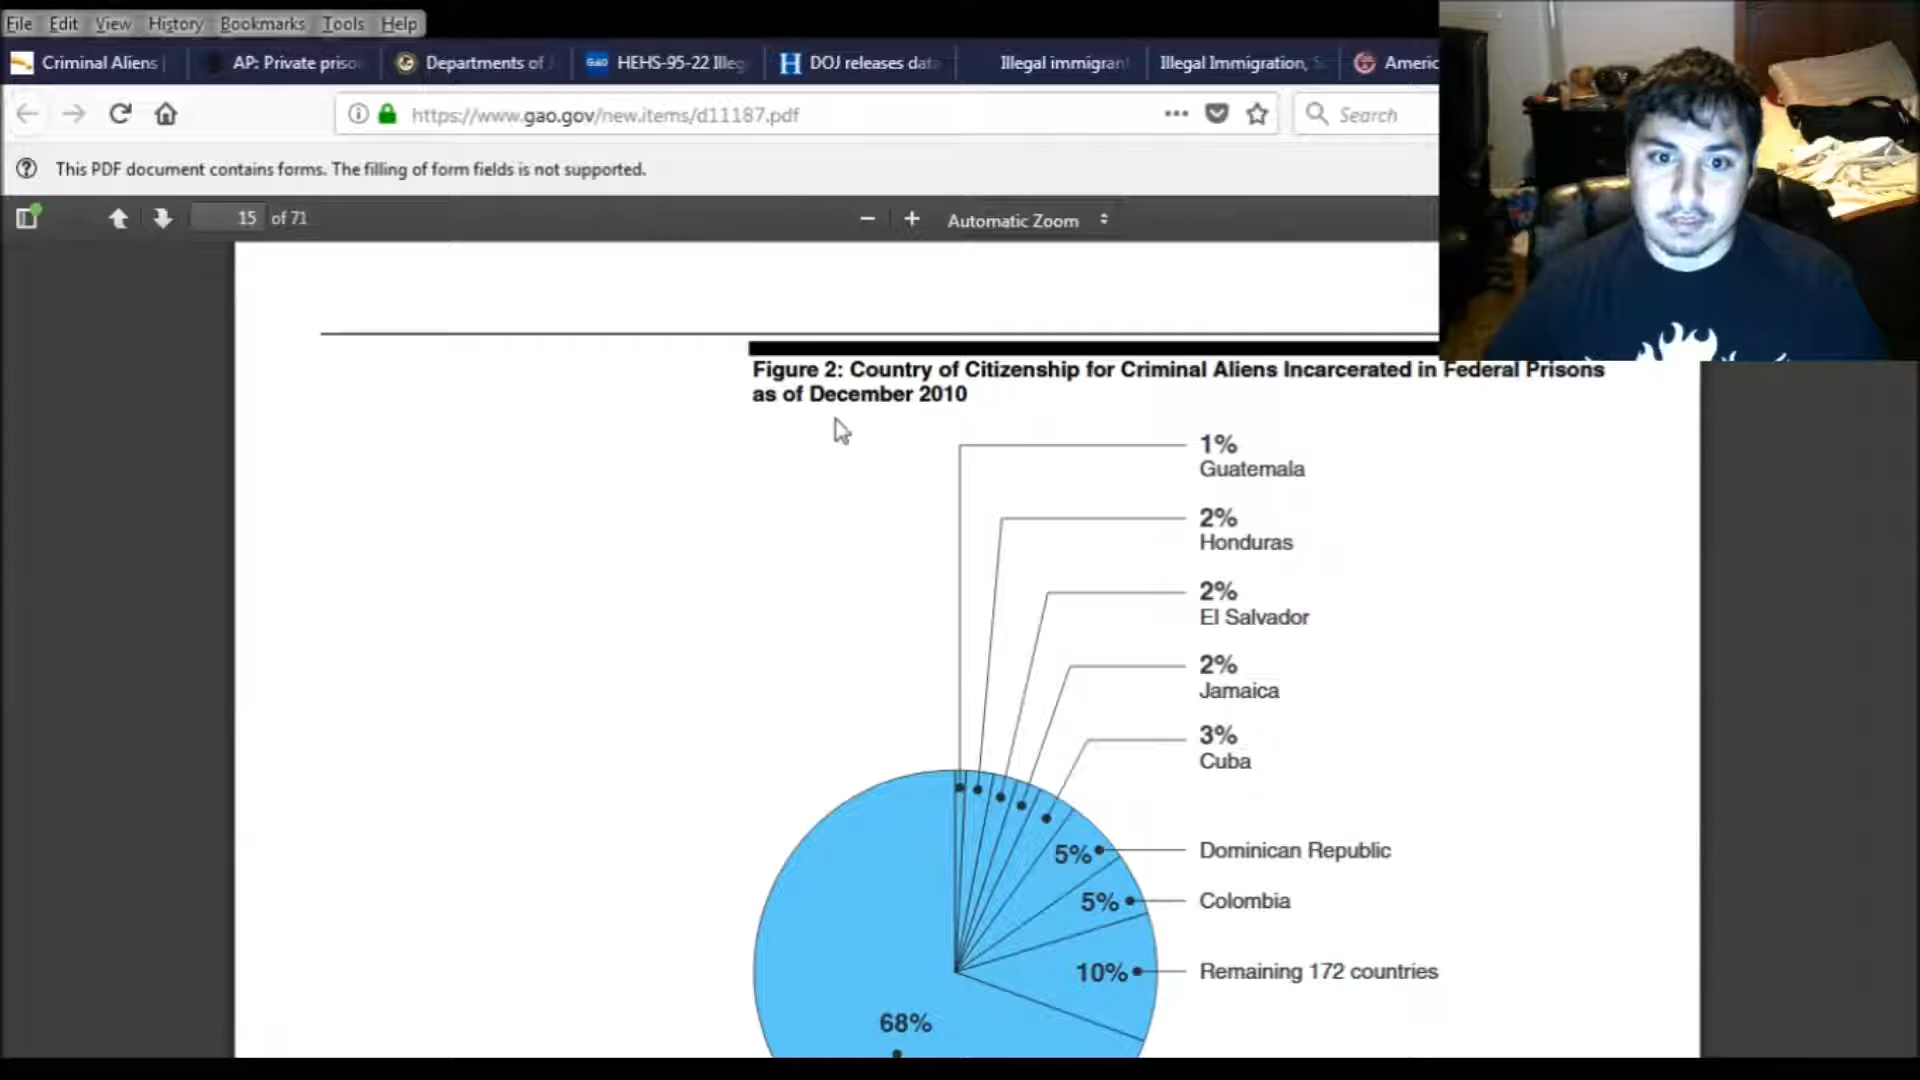 File Edit View History Bookmarks Tools Help
Criminal Aliens AP: Private priso Departments of J GAO HEHS-95-22 Illeg H DOJ releases data Illegal immigran Illegal Immigration, S Americ
https://www.gao.gov/new.items/d11187.pdf Search
This PDF document contains forms. The filling of form fields is not supported.
15 of 71 Automatic Zoom
Figure 2: Country of Citizenship for Criminal Aliens Incarcerated in Federal Prisons
as of December 2010
1%
Guatemala
2%
Honduras
2%
El Salvador
2%
Jamaica
3%
Cuba
5% Dominican Republic
5% Colombia
10% Remaining 172 countries
68%